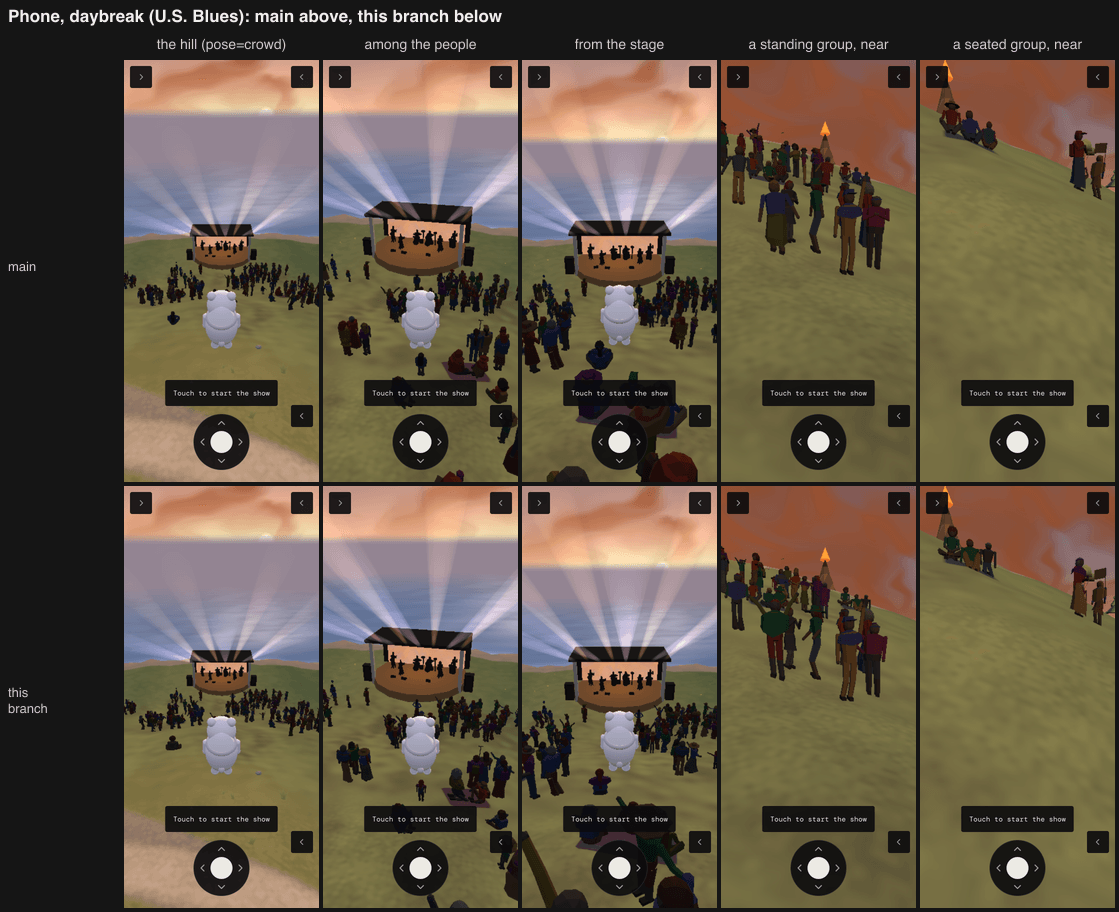 Phone, daybreak (U.S. Blues): main above, this branch below
the hill (pose=crowd)
among the people
from the stage
a standing group, near
a seated group, near
main
Touch to start the show
Touch to start the show
Touch to start the show
Touch to start the show
Touch to start the show
this
branch
Touch to start the show
Touch to start the show
Touch to start the show
Touch to start the show
Touch to start the show